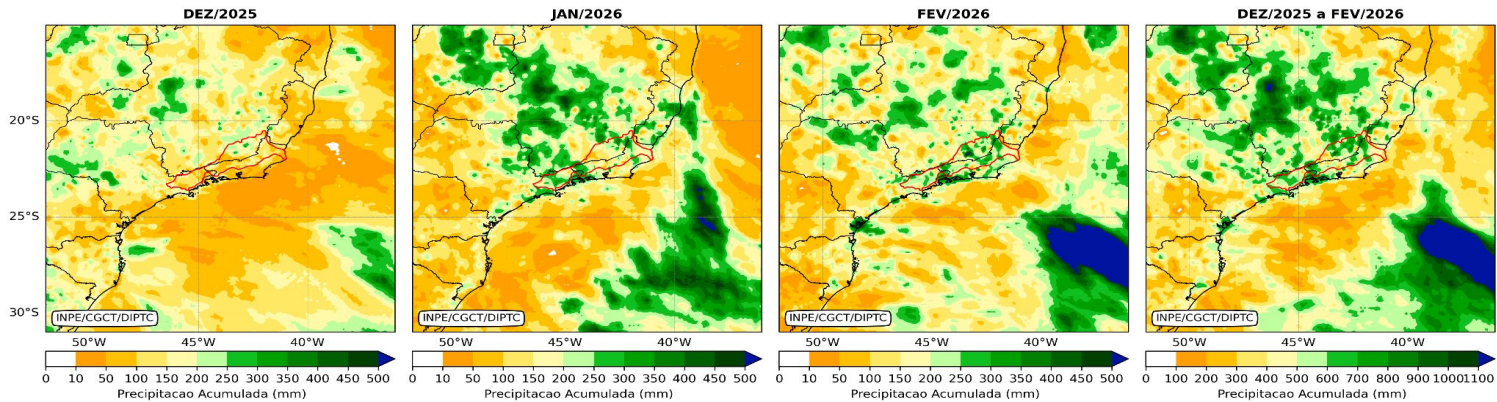 DEZ/2025
JAN/2026
FEV/2026
DEZ/2025 a FEV/2026
20°S
25°S
30°S
INPE/CGCT/DIPTC
INPE/CGCT/DIPTC
INPE/CGCT/DIPTC
INPE/CGCT/DIPTC
50°W 45°W 40°W
50°W 45°W 40°W
50°W 45°W 40°W
50°W 45°W 40°W
0 10 50 100 150 200 250 300 350 400 450 500
0 10 50 100 150 200 250 300 350 400 450 500
0 10 50 100 150 200 250 300 350 400 450 500
0 100 200 300 400 500 600 700 800 900 1000 1100
Precipitacao Acumulada (mm)
Precipitacao Acumulada (mm)
Precipitacao Acumulada (mm)
Precipitacao Acumulada (mm)